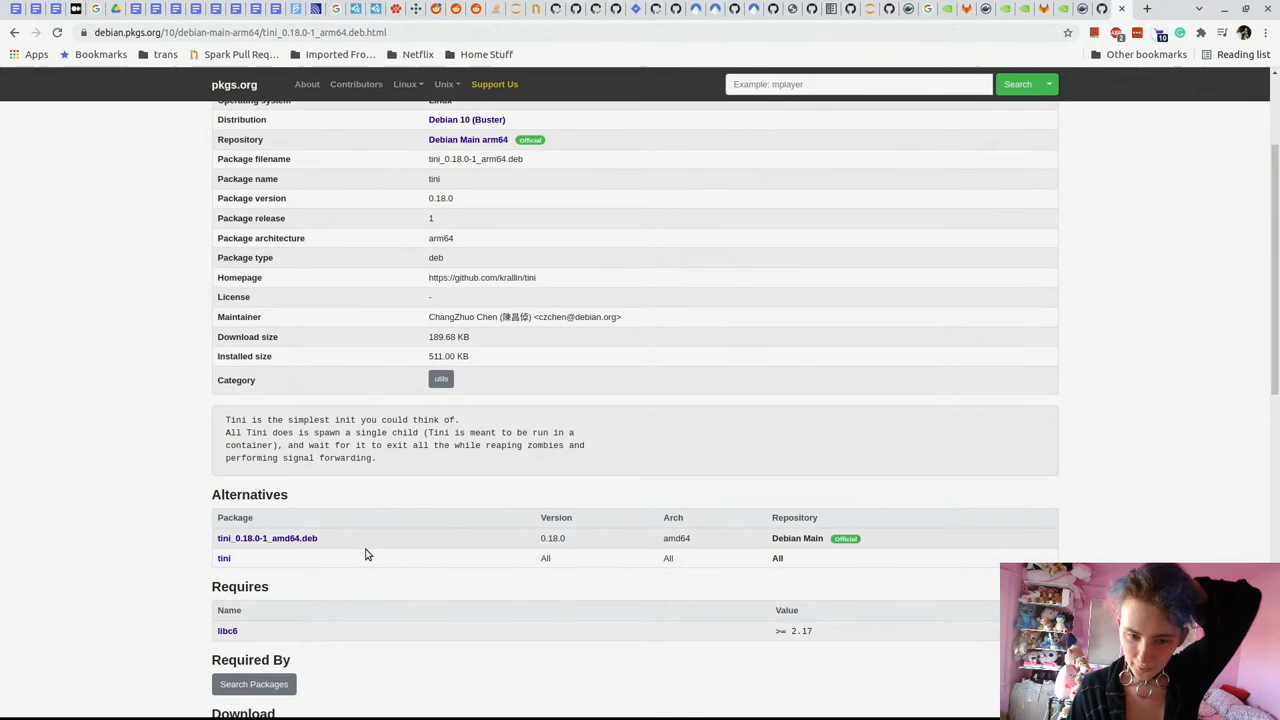 debian.pkgs.org/10/debian-main-arm64/tini_0.18.0-1_arm64.deb.html
Apps
Bookmarks
trans
Spark Pull Req...
Imported Fro...
Netflix
Home Stuff
Other bookmarks
Reading list
pkgs.org
About
Contributors
Linux
Unix
Support Us
Example: mplayer
Search
Operating system Linux
Distribution Debian 10 (Buster)
Repository Debian Main arm64 Official
Package filename tini_0.18.0-1_arm64.deb
Package name tini
Package version 0.18.0
Package release 1
Package architecture arm64
Package type deb
Homepage https://github.com/krallin/tini
License -
Maintainer ChangZhuo Chen (陳昌倬) <czchen@debian.org>
Download size 189.68 KB
Installed size 511.00 KB
Category utils
Tini is the simplest init you could think of.
All Tini does is spawn a single child (Tini is meant to be run in a
container), and wait for it to exit all the while reaping zombies and
performing signal forwarding.
Alternatives
Package Version Arch Repository
tini_0.18.0-1_amd64.deb 0.18.0 amd64 Debian Main Official
tini All All All
Requires
Name Value
libc6 >= 2.17
Required By
Search Packages
Download